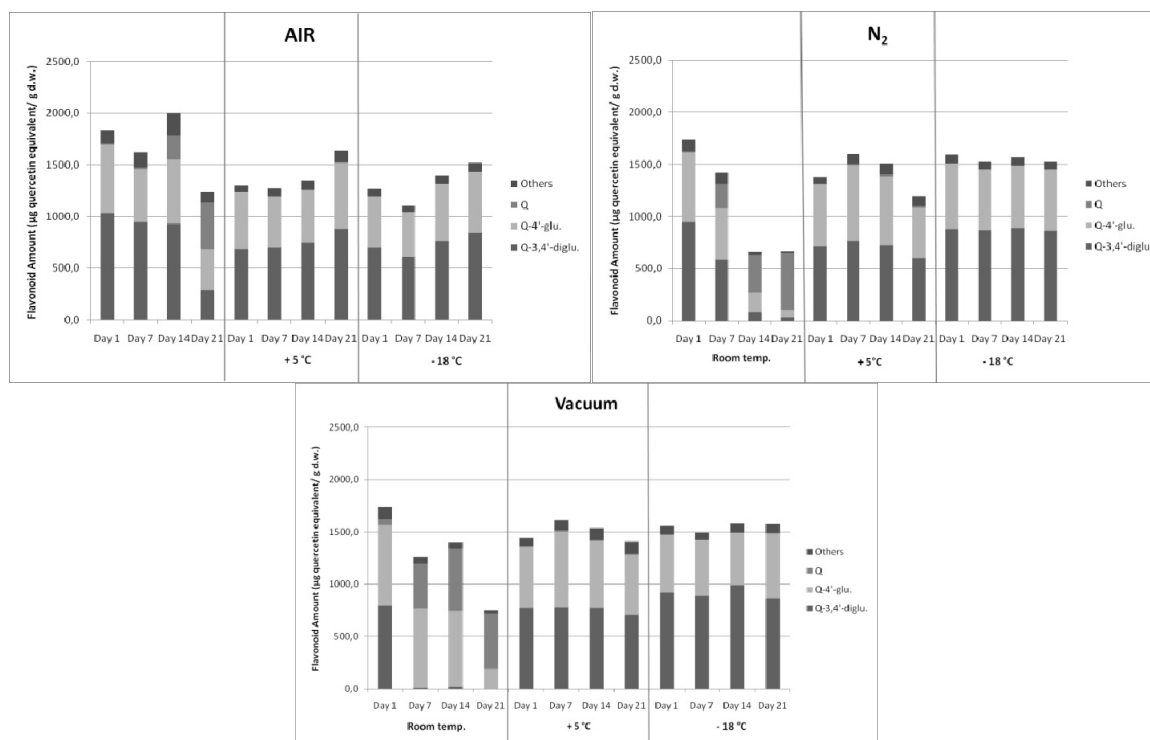 AIR
Flavonoid Amount (µg quercetin equivalent/ g d.w.)
2500,0
2000,0
1500,0
1000,0
500,0
0,0
Day 1 Day 7 Day 14 Day 21 Day 1 Day 7 Day 14 Day 21 Day 1 Day 7 Day 14 Day 21
+ 5 °C - 18 °C
Others
Q
Q-4'-glu.
Q-3,4'-diglu.
N₂
Flavonoid Amount (µg quercetin equivalent/ g d.w.)
2500,0
2000,0
1500,0
1000,0
500,0
0,0
Day 1 Day 7 Day 14 Day 21 Day 1 Day 7 Day 14 Day 21 Day 1 Day 7 Day 14 Day 21
Room temp. + 5°C - 18 °C
Others
Q
Q-4'-glu.
Q-3,4'-diglu.
Vacuum
Flavonoid Amount (µg quercetin equivalent/ g d.w.)
2500,0
2000,0
1500,0
1000,0
500,0
0,0
Day 1 Day 7 Day 14 Day 21 Day 1 Day 7 Day 14 Day 21 Day 1 Day 7 Day 14 Day 21
Room temp. + 5 °C - 18 °C
Others
Q
Q-4'-glu.
Q-3,4'-diglu.